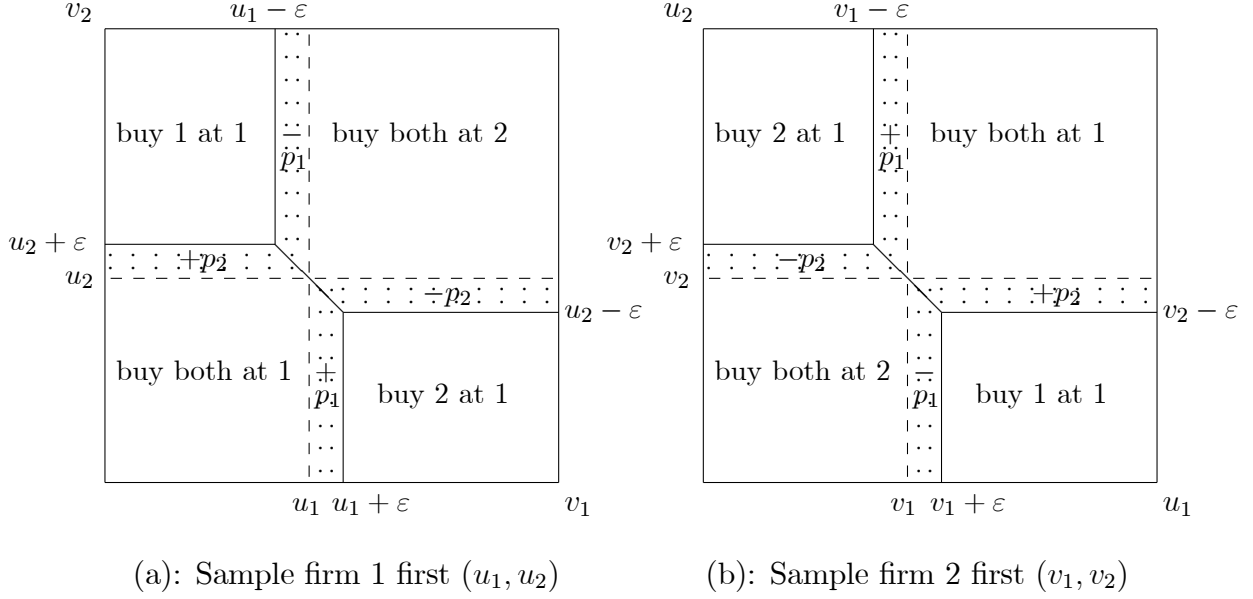 v₂
u₁ − ε
u₂
v₁ − ε
−
p₁
+
p₁
buy 1 at 1
buy both at 2
buy 2 at 1
buy both at 1
u₂ + ε
+p₂
v₂ + ε
−p₂
u₂
v₂
−p₂
+p₂
u₂ − ε
v₂ − ε
buy both at 1
+
p₁
buy 2 at 1
buy both at 2
−
p₁
buy 1 at 1
u₁ u₁ + ε
v₁
v₁ v₁ + ε
u₁
(a): Sample firm 1 first (u₁, u₂)
(b): Sample firm 2 first (v₁, v₂)